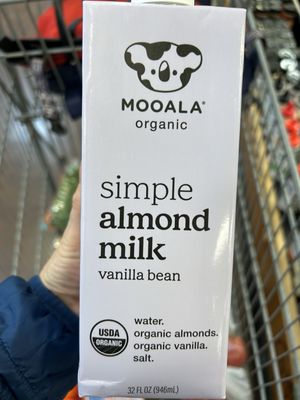 MOOALA®
organic
simple
almond
milk
vanilla bean
USDA
ORGANIC
water.
organic almonds.
organic vanilla.
salt.
32 FL OZ (946mL)